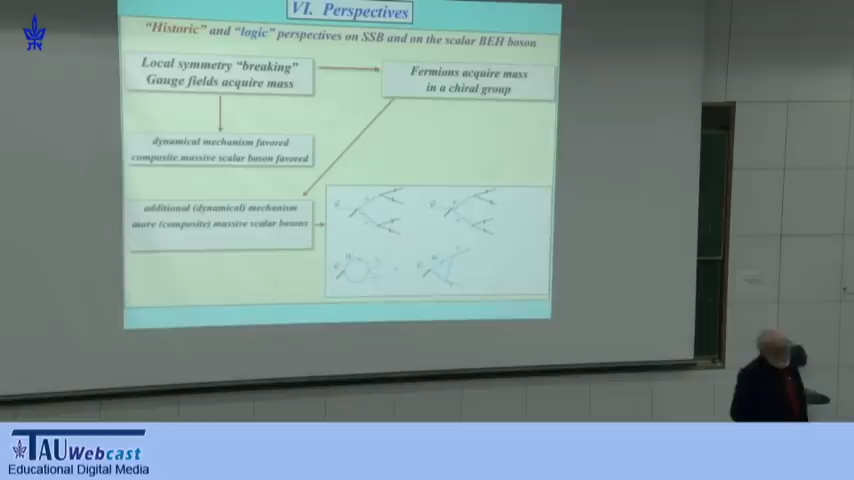 VI. Perspectives
"Historic" and "logic" perspectives on SSB and on the scalar BEH boson
Local symmetry "breaking"
Gauge fields acquire mass
Fermions acquire mass
in a chiral group
dynamical mechanism favored
composite massive scalar boson favored
additional (dynamical) mechanism
more (composite) massive scalar bosons
TAU Webcast
Educational Digital Media